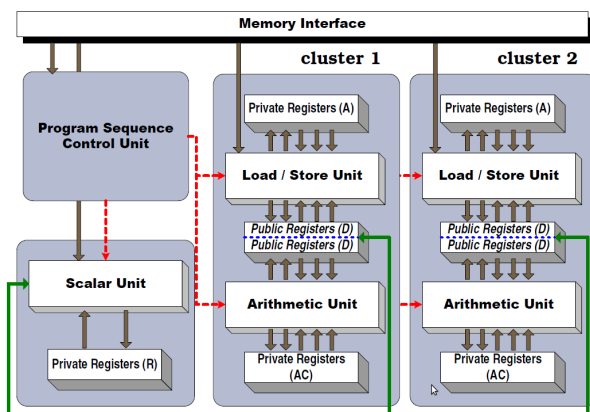 Memory Interface
cluster 1
cluster 2
Program Sequence
Control Unit
Private Registers (A)
Private Registers (A)
Load / Store Unit
Load / Store Unit
Public Registers (D)
Public Registers (D)
Public Registers (D)
Public Registers (D)
Scalar Unit
Arithmetic Unit
Arithmetic Unit
Private Registers (R)
Private Registers
(AC)
Private Registers
(AC)